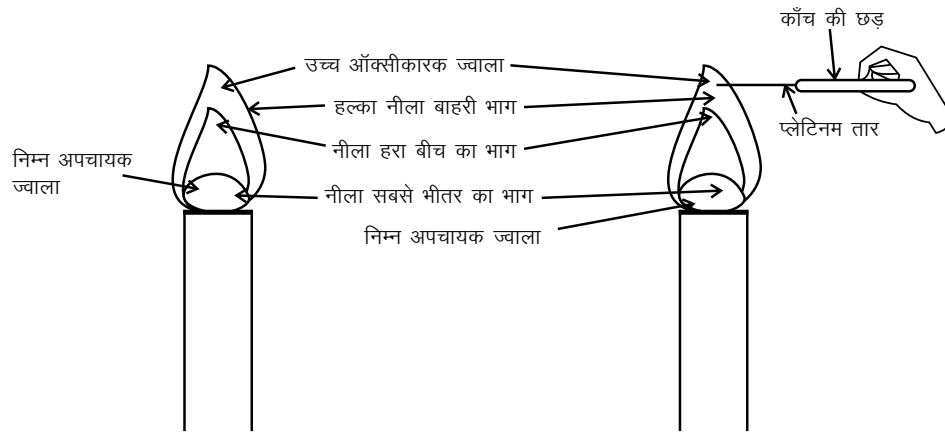 काँच की छड़
उच्च ऑक्सीकारक ज्वाला
हल्का नीला बाहरी भाग
प्लेटिनम तार
नीला हरा बीच का भाग
निम्न अपचायक
ज्वाला
नीला सबसे भीतर का भाग
निम्न अपचायक ज्वाला